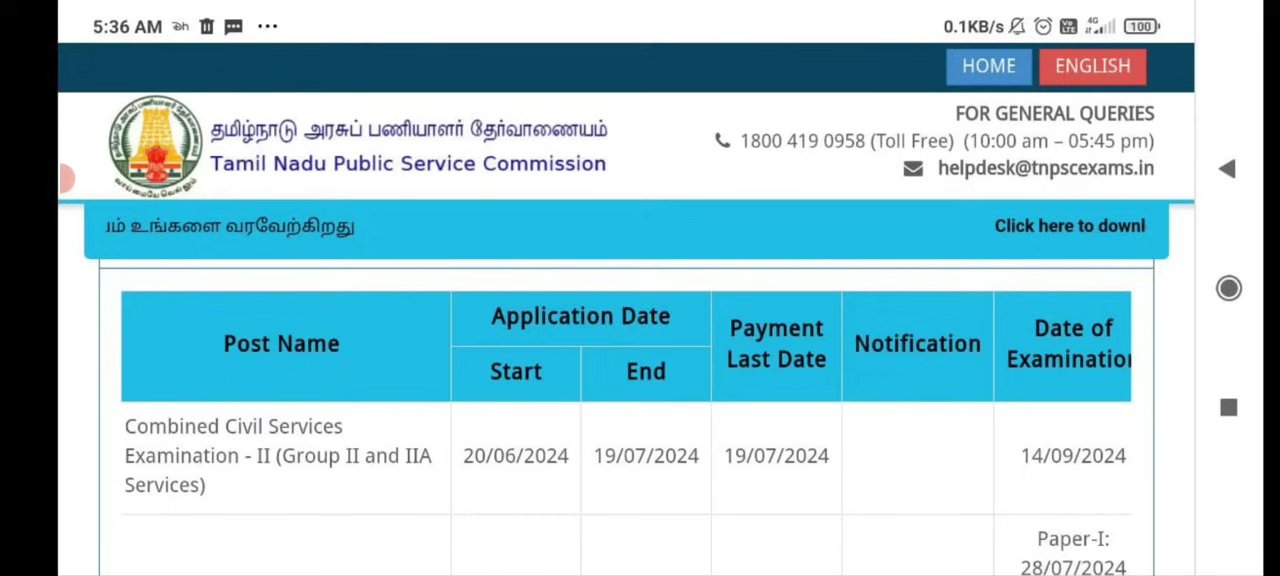 5:36 AM
0.1KB/s
4G
100
HOME
ENGLISH
தமிழ்நாடு அரசுப் பணியாளர் தேர்வாணையம்
Tamil Nadu Public Service Commission
FOR GENERAL QUERIES
1800 419 0958 (Toll Free) (10:00 am – 05:45 pm)
helpdesk@tnpscexams.in
உங்களை வரவேற்கிறது
Click here to downl
Post Name
Application Date
Start
End
Payment
Last Date
Notification
Date of
Examination
Combined Civil Services
Examination - II (Group II and IIA
Services)
20/06/2024
19/07/2024
19/07/2024
14/09/2024
Paper-I:
28/07/2024